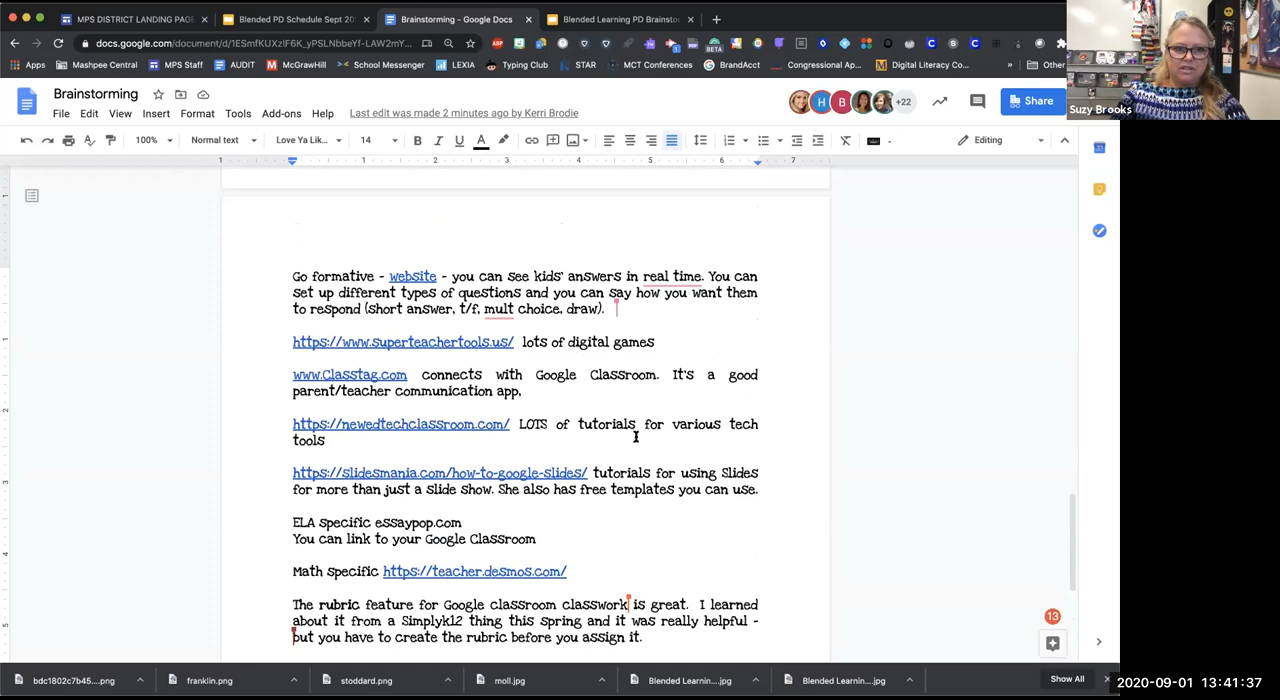 MPS DISTRICT LANDING PAGE
Blended PD Schedule Sept 20
Brainstorming - Google Docs
Blended Learning PD Brainsto
docs.google.com/document/d/1ESmfKUXzIF6K_yPSLNbbeYf-LAW2mY...
Apps
Mashpee Central
MPS Staff
AUDIT
McGrawHill
School Messenger
LEXIA
Typing Club
STAR
MCT Conferences
BrandAcct
Congressional Ap...
Digital Literacy Co...
Other
Brainstorming
File Edit View Insert Format Tools Add-ons Help
Last edit was made 2 minutes ago by Kerri Brodie
H B +22
Share
Suzy Brooks
100% Normal text Love Ya Lik... 14 B I U A Editing
1 1 2 3 4 5 6 7
Go formative - website - you can see kids' answers in real time. You can
set up different types of questions and you can say how you want them
to respond (short answer, t/f, mult choice, draw).
https://www.superteachertools.us/ lots of digital games
www.Classtag.com connects with Google Classroom. It's a good
parent/teacher communication app,
https://newedtechclassroom.com/ LOTS of tutorials for various tech
tools
https://slidesmania.com/how-to-google-slides/ tutorials for using Slides
for more than just a slide show. She also has free templates you can use.
ELA specific essaypop.com
You can link to your Google Classroom
Math specific https://teacher.desmos.com/
The rubric feature for Google classroom classwork is great. I learned
about it from a Simplyk12 thing this spring and it was really helpful -
but you have to create the rubric before you assign it.
13
bdc1802c7b45....png
franklin.png
stoddard.png
moll.jpg
Blended Learnin....jpg
Blended Learnin....jpg
Show All
2020-09-01 13:41:37